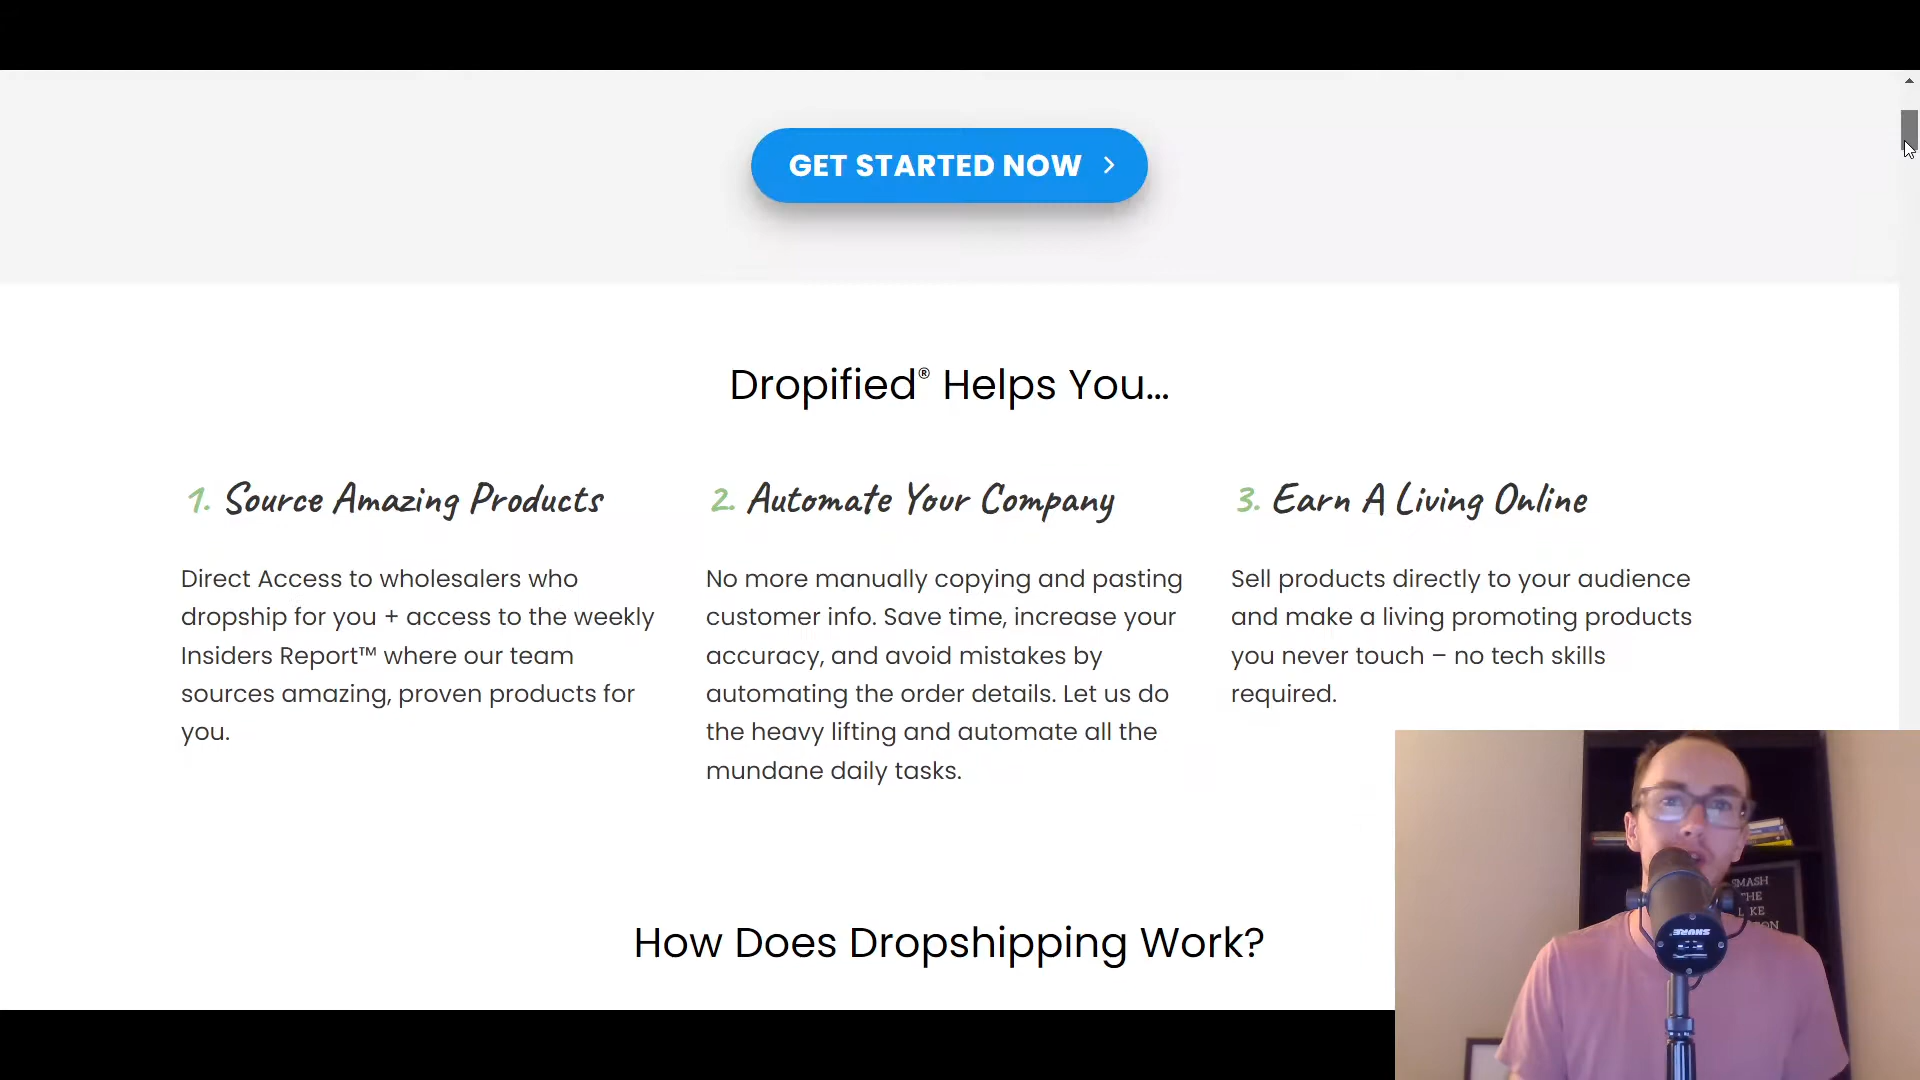 GET STARTED NOW
Dropified® Helps You...
1. Source Amazing Products
Direct Access to wholesalers who
dropship for you + access to the weekly
Insiders Report™ where our team
sources amazing, proven products for
you.
2. Automate Your Company
No more manually copying and pasting
customer info. Save time, increase your
accuracy, and avoid mistakes by
automating the order details. Let us do
the heavy lifting and automate all the
mundane daily tasks.
3. Earn A Living Online
Sell products directly to your audience
and make a living promoting products
you never touch – no tech skills
required.
How Does Dropshipping Work?
SMASH
THE
SHURE